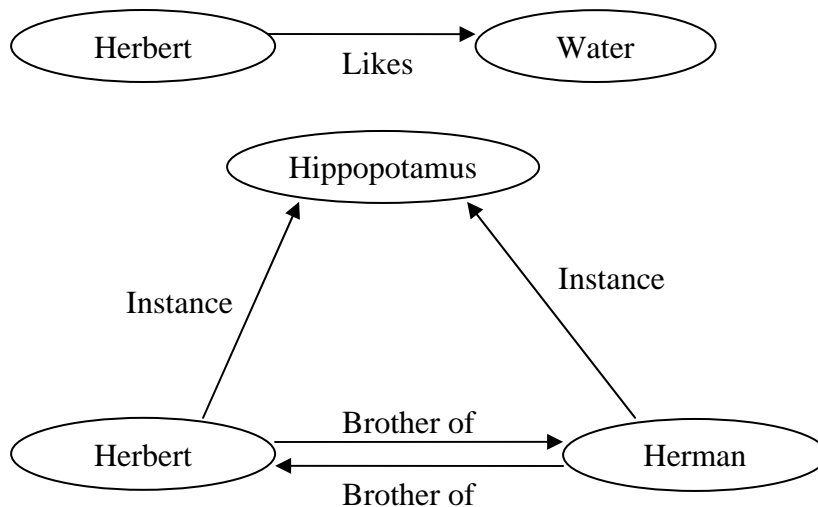 Herbert
Water
Likes
Hippopotamus
Instance
Instance
Herbert
Brother of
Herman
Brother of